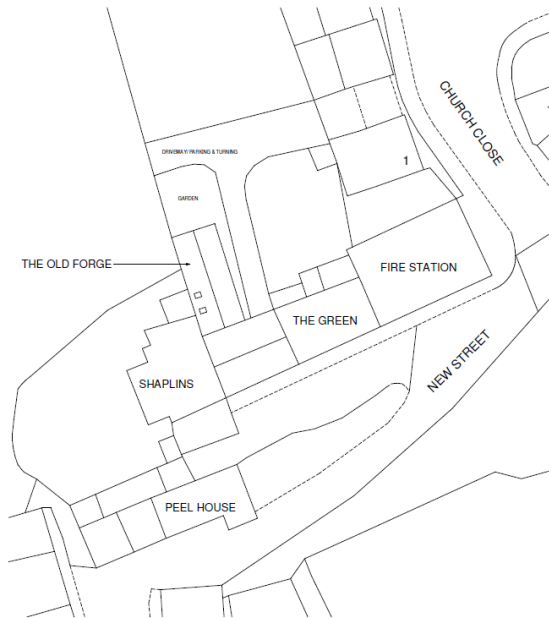 CHURCH CLOSE
DRIVEWAY/ PARKING & TURNING
1
GARDEN
THE OLD FORGE
FIRE STATION
THE GREEN
NEW STREET
SHAPLINS
PEEL HOUSE